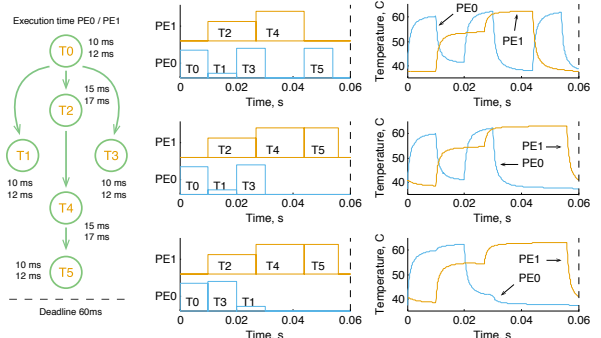 Execution time PE0 / PE1
T0
10 ms
12 ms
15 ms
17 ms
T2
T1
T3
10 ms
12 ms
10 ms
12 ms
15 ms
17 ms
T4
10 ms
12 ms
T5
Deadline 60ms
PE1
PE0
T2
T4
T0
T1
T3
T5
0
0.02
0.04
0.06
Time, s
Temperature, C
60
50
40
PE0
PE1
0
0.02
0.04
0.06
Time, s
PE1
PE0
T2
T4
T5
T0
T1
T3
0
0.02
0.04
0.06
Time, s
Temperature, C
60
50
40
PE1
PE0
0
0.02
0.04
0.06
Time, s
PE1
PE0
T2
T4
T5
T0
T3
T1
0
0.02
0.04
0.06
Time, s
Temperature, C
60
50
40
PE1
PE0
0
0.02
0.04
0.06
Time, s